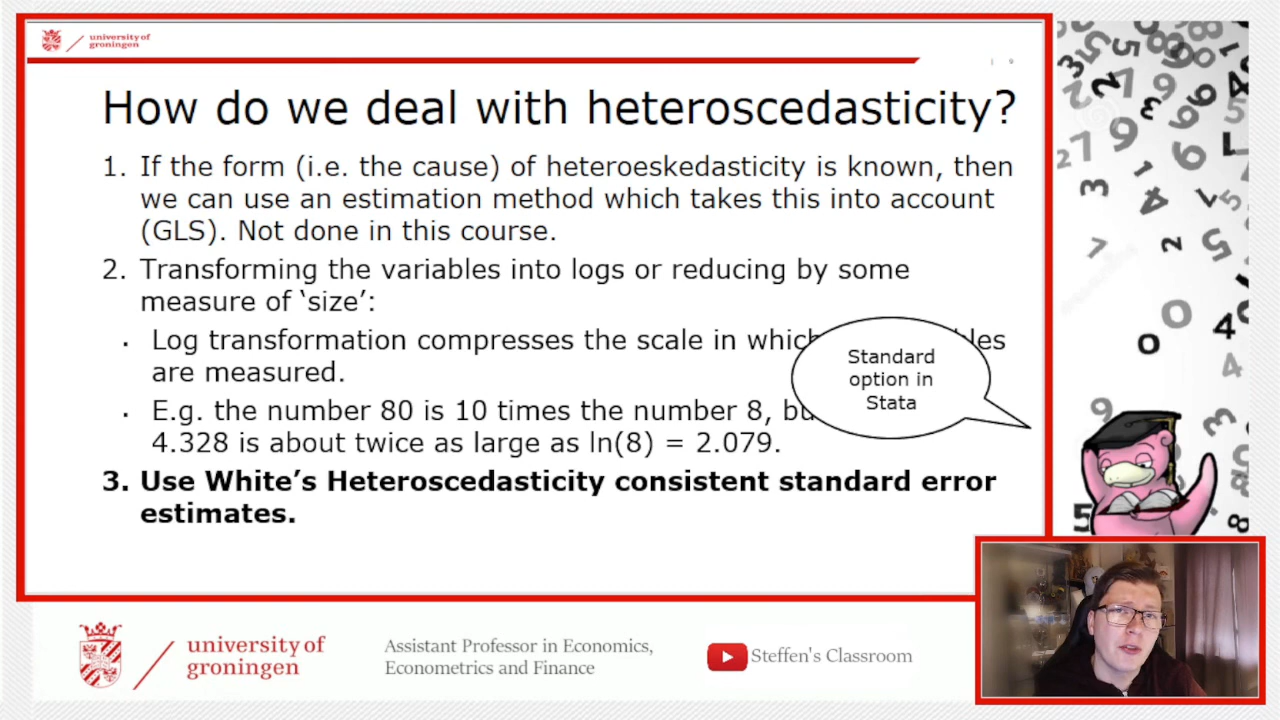 university of
groningen
9
How do we deal with heteroscedasticity?
1. If the form (i.e. the cause) of heteroeskedasticity is known, then
we can use an estimation method which takes this into account
(GLS). Not done in this course.
2. Transforming the variables into logs or reducing by some
measure of ‘size’:
· Log transformation compresses the scale in which
are measured.
· E.g. the number 80 is 10 times the number 8,
4.328 is about twice as large as ln(8) = 2.079.
Standard
option in
Stata
3. Use White’s Heteroscedasticity consistent standard error
estimates.
university of
groningen
Assistant Professor in Economics,
Econometrics and Finance
Steffen's Classroom